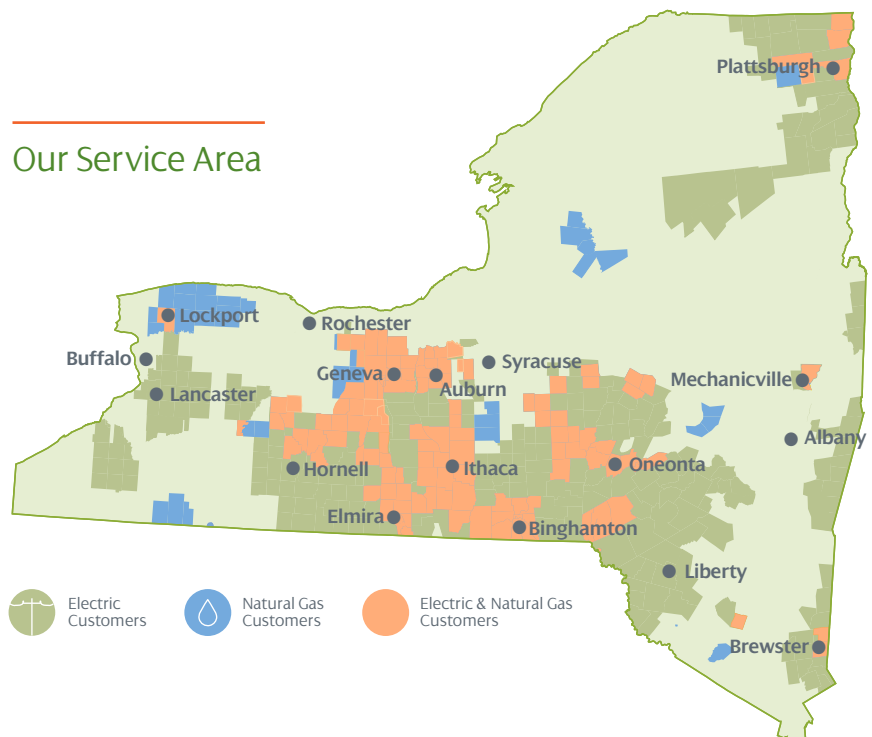 Our Service Area
Plattsburgh
Lockport
Rochester
Buffalo
Geneva
Syracuse
Auburn
Mechanicville
Lancaster
Albany
Hornell
Ithaca
Oneonta
Elmira
Binghamton
Liberty
Brewster
Electric
Customers
Natural Gas
Customers
Electric & Natural Gas
Customers